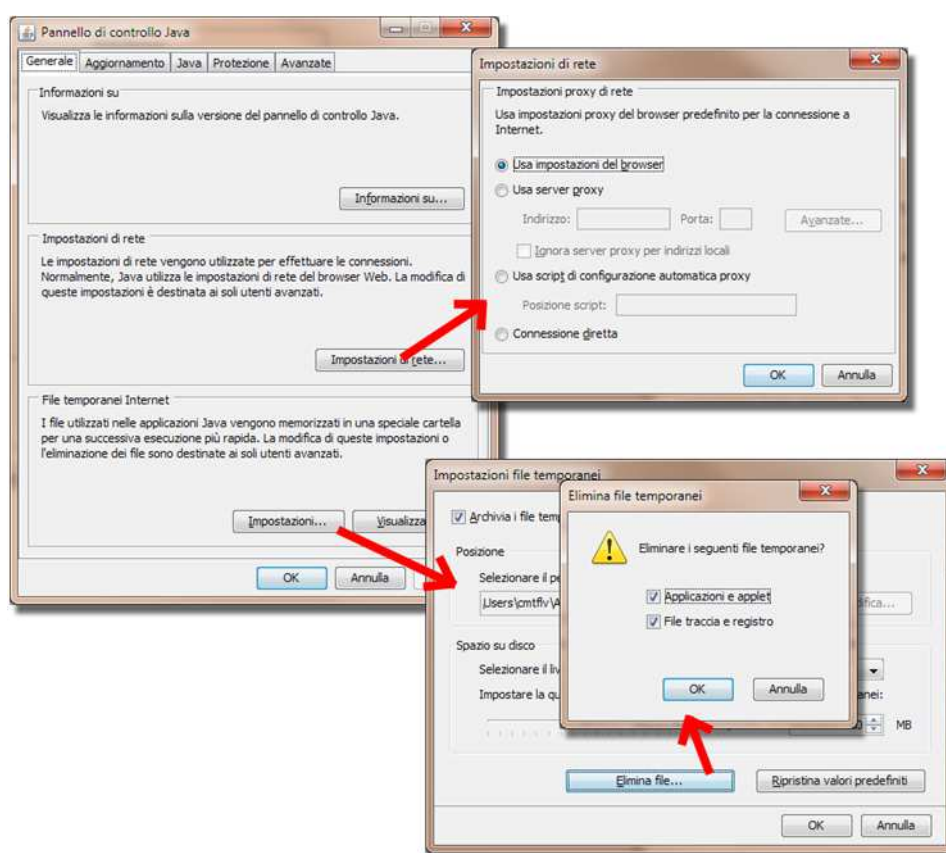 Pannello di controllo Java
Generale Aggiornamento Java Protezione Avanzate
Informazioni su
Visualizza le informazioni sulla versione del pannello di controllo Java.
Informazioni su...
Impostazioni di rete
Le impostazioni di rete vengono utilizzate per effettuare le connessioni.
Normalmente, Java utilizza le impostazioni di rete del browser Web. La modifica di
queste impostazioni è destinata ai soli utenti avanzati.
Impostazioni di rete...
File temporanei Internet
I file utilizzati nelle applicazioni Java vengono memorizzati in una speciale cartella
per una successiva esecuzione più rapida. La modifica di queste impostazioni o
l'eliminazione dei file sono destinate ai soli utenti avanzati.
Impostazioni... Visualizza
OK Annulla
Impostazioni di rete
Impostazioni proxy di rete
Usa impostazioni proxy del browser predefinito per la connessione a
Internet.
Usa impostazioni del browser
Usa server proxy
Indirizzo: Porta: Avanzate...
Ignora server proxy per indirizzi locali
Usa script di configurazione automatica proxy
Posizione script:
Connessione diretta
OK Annulla
Impostazioni file temporanei
Archivia i file
Posizione
Selezionare il
\Users\cmtflv\A
Spazio su disco
Selezionare il
Impostare la
MB
Elimina file... Ripristina valori predefiniti
OK Annulla
Elimina file temporanei
Eliminare i seguenti file temporanei?
Applicazioni e applet
File traccia e registro
OK Annulla